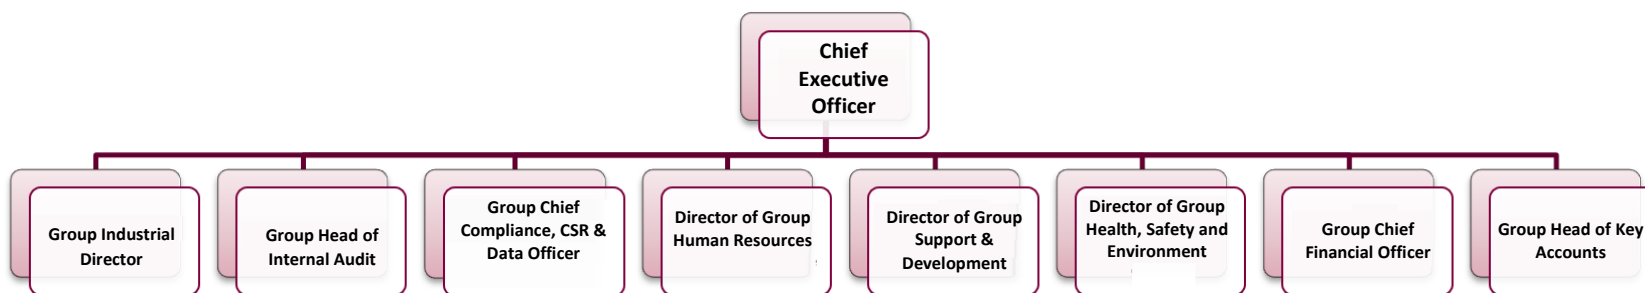 Chief
Executive
Officer
Group Industrial
Director
Group Head of
Internal Audit
Group Chief
Compliance, CSR &
Data Officer
Director of Group
Human Resources
Director of Group
Support &
Development
Director of Group
Health, Safety and
Environment
Group Chief
Financial Officer
Group Head of Key
Accounts